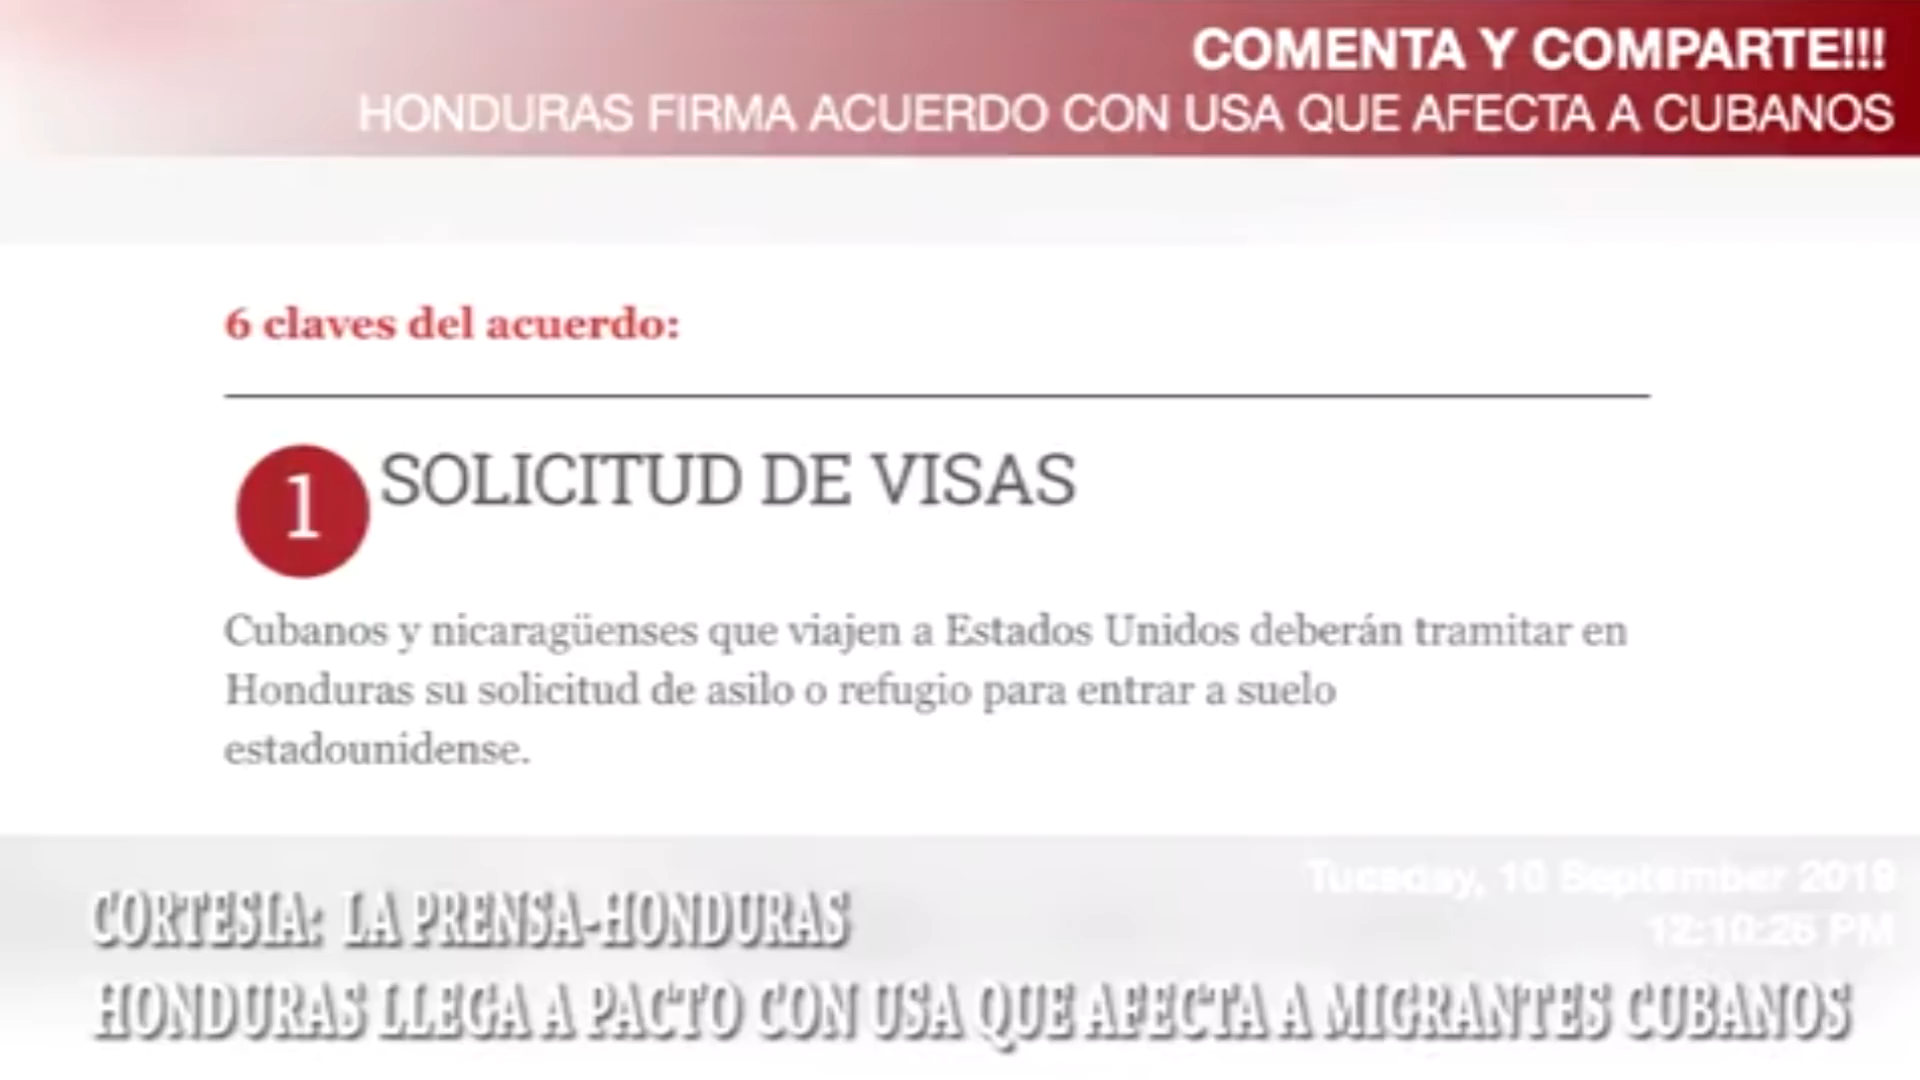 COMENTA Y COMPARTE!!!
HONDURAS FIRMA ACUERDO CON USA QUE AFECTA A CUBANOS
6 claves del acuerdo:
1 SOLICITUD DE VISAS
Cubanos y nicaragüenses que viajen a Estados Unidos deberán tramitar en
Honduras su solicitud de asilo o refugio para entrar a suelo
estadounidense.
Tuesday, 10 September 2019
12:10:26 PM
CORTESIA: LA PRENSA-HONDURAS
HONDURAS LLEGA A PACTO CON USA QUE AFECTA A MIGRANTES CUBANOS